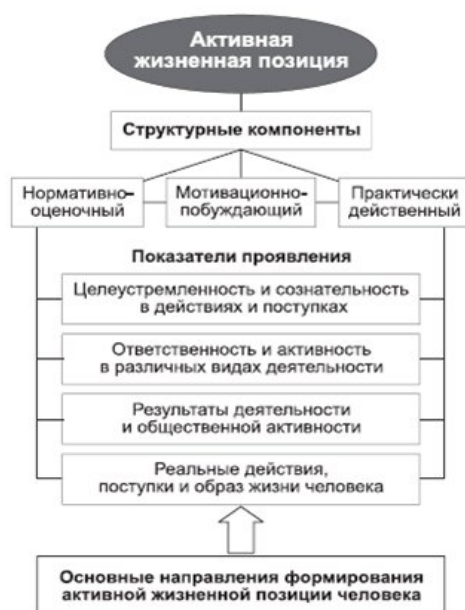 Активная
жизненная позиция
Структурные компоненты
Нормативно-
оценочный
Мотивационно-
побуждающий
Практически
действенный
Показатели проявления
Целеустремленность и сознательность
в действиях и поступках
Ответственность и активность
в различных видах деятельности
Результаты деятельности
и общественной активности
Реальные действия,
поступки и образ жизни человека
Основные направления формирования
активной жизненной позиции человека